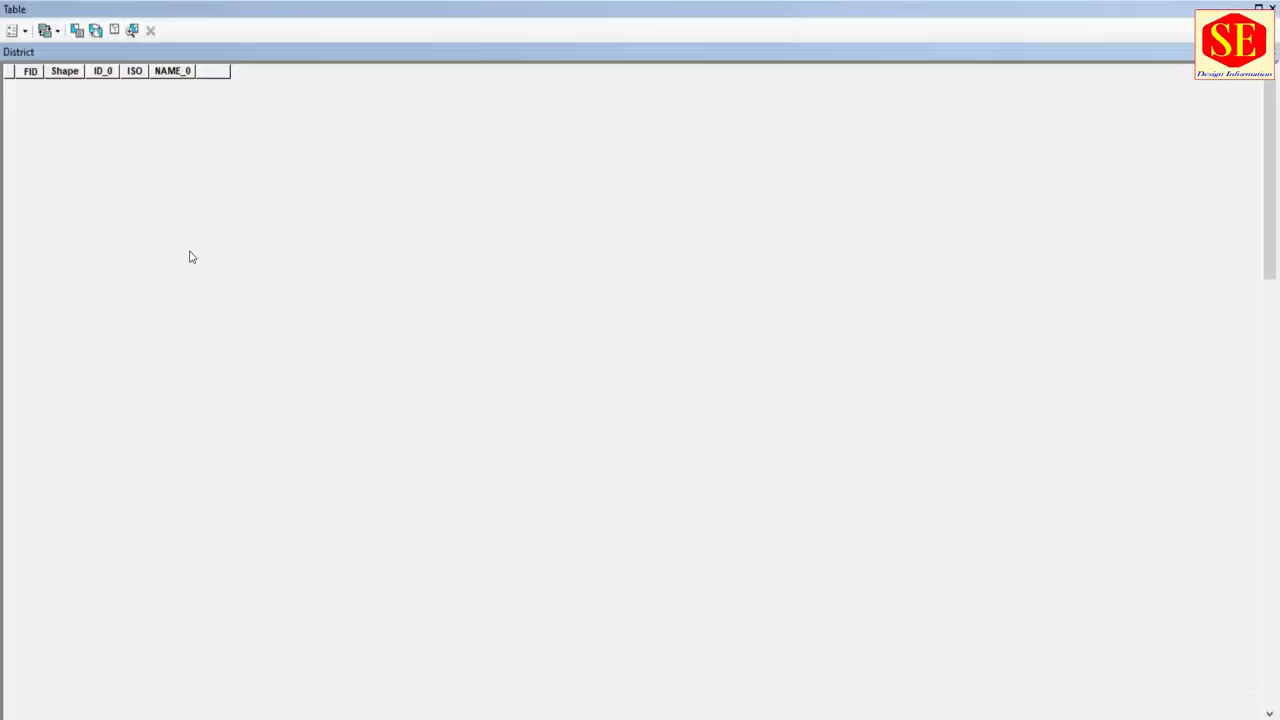 Table
District
FID Shape ID_0 ISO NAME_0
SE
Design Information